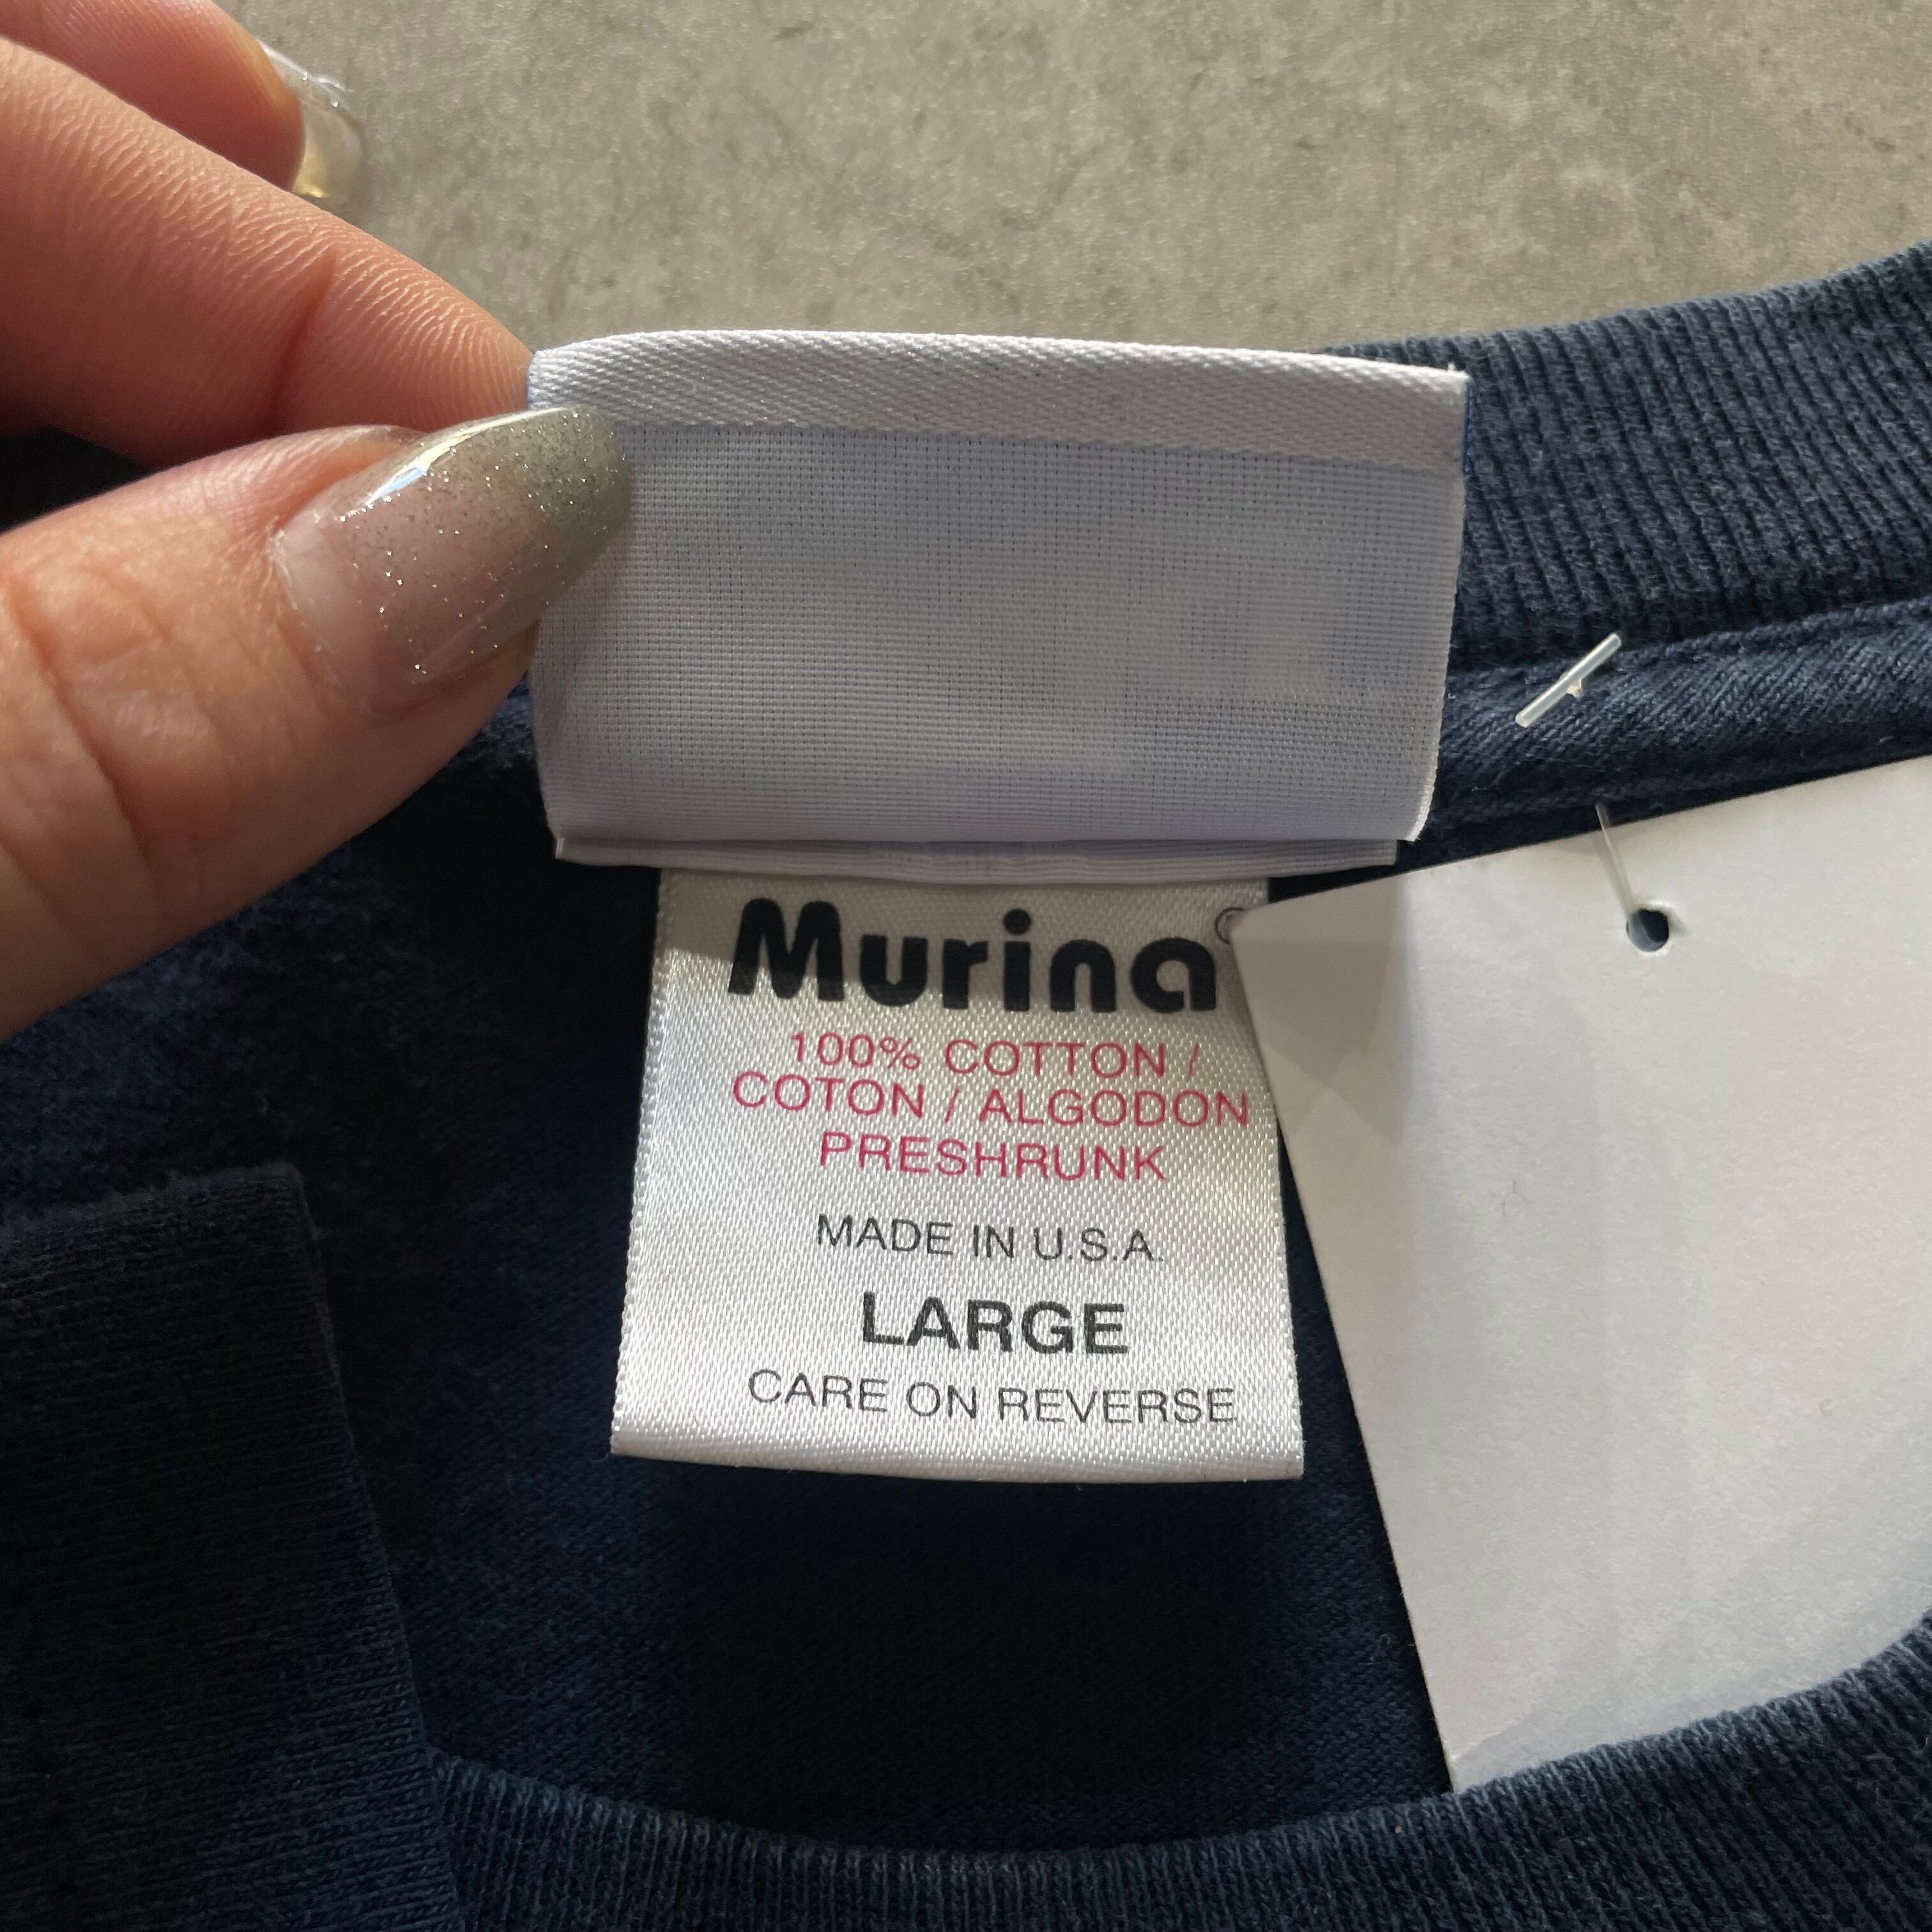 Murina®
100% COTTON /
COTON / ALGODON
PRESHRUNK
MADE IN U.S.A.
LARGE
CARE ON REVERSE